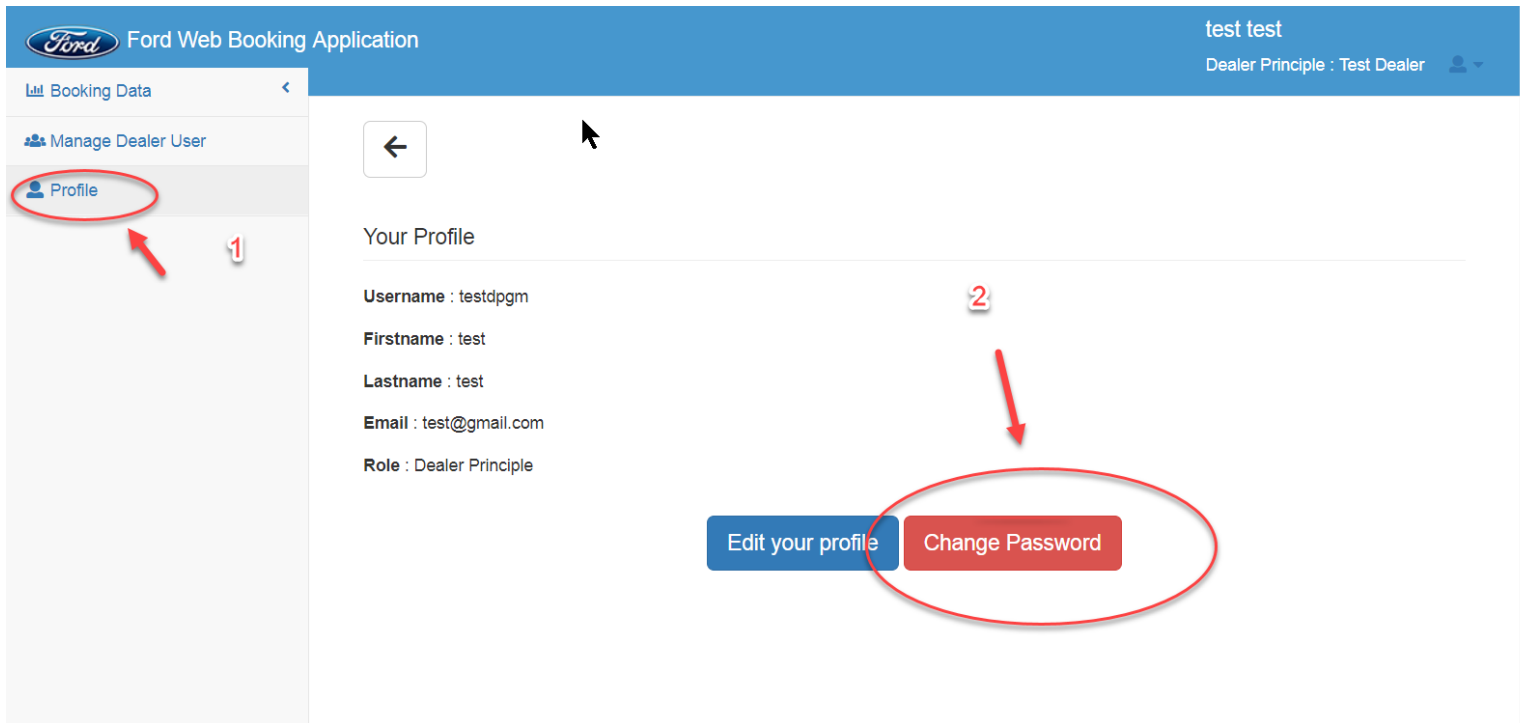 Ford
Ford Web Booking Application
test test
Dealer Principle : Test Dealer
Booking Data
Manage Dealer User
Profile
1
Your Profile
Username : testdpgm
Firstname : test
Lastname : test
Email : test@gmail.com
Role : Dealer Principle
2
Edit your profile
Change Password